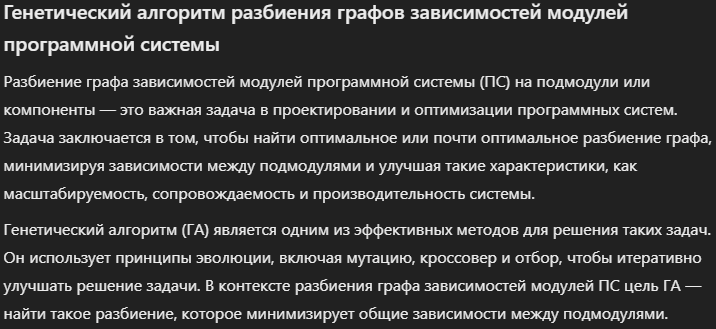 Генетический алгоритм разбиения графов зависимостей модулей
программной системы
Разбиение графа зависимостей модулей программной системы (ПС) на подмодули или
компоненты — это важная задача в проектировании и оптимизации программных систем.
Задача заключается в том, чтобы найти оптимальное или почти оптимальное разбиение графа,
минимизируя зависимости между подмодулями и улучшая такие характеристики, как
масштабируемость, сопровождаемость и производительность системы.
Генетический алгоритм (ГА) является одним из эффективных методов для решения таких задач.
Он использует принципы эволюции, включая мутацию, кроссовер и отбор, чтобы итеративно
улучшать решение задачи. В контексте разбиения графа зависимостей модулей ПС цель ГА —
найти такое разбиение, которое минимизирует общие зависимости между подмодулями.